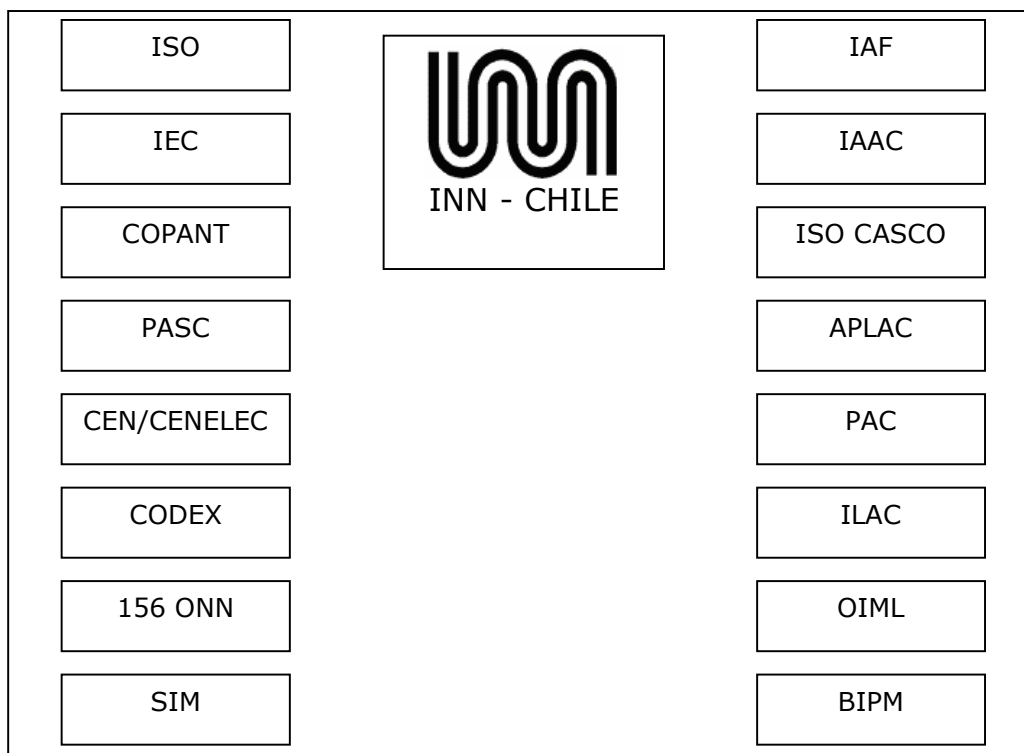 ISO
IEC
COPANT
PASC
CEN/CENELEC
CODEX
156 ONN
SIM
INN - CHILE
IAF
IAAC
ISO CASCO
APLAC
PAC
ILAC
OIML
BIPM